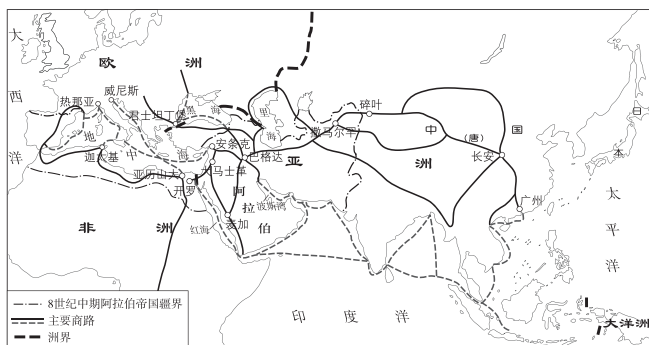 大
西
洋
欧 洲
威尼斯
热那亚
君士坦丁堡
黑 海
里
海
地 中 海
迦太基
安条克
撒马尔罕
碎叶
亚 洲
中 国
(唐)
长安
日
本
巴格达
大马士革
亚历山大
开罗
阿
拉
伯
波斯湾
麦加
红海
广州
太
平
洋
非 洲
8世纪中期阿拉伯帝国疆界
主要商路
洲界
印 度 洋
大洋洲